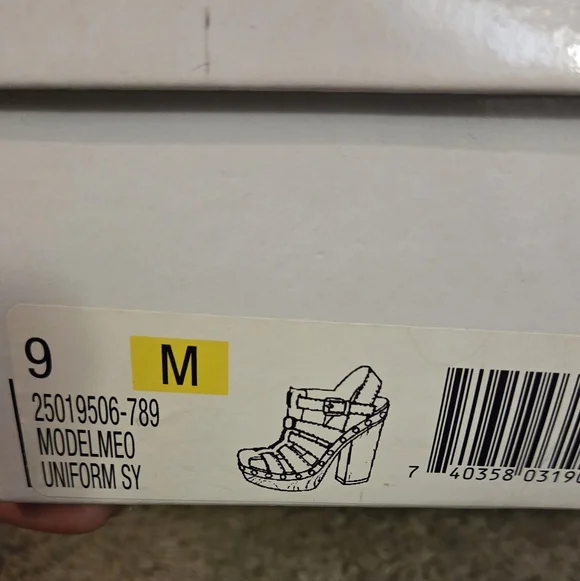 9 M
25019506-789
MODELMEO
UNIFORM SY
7 40358 0319